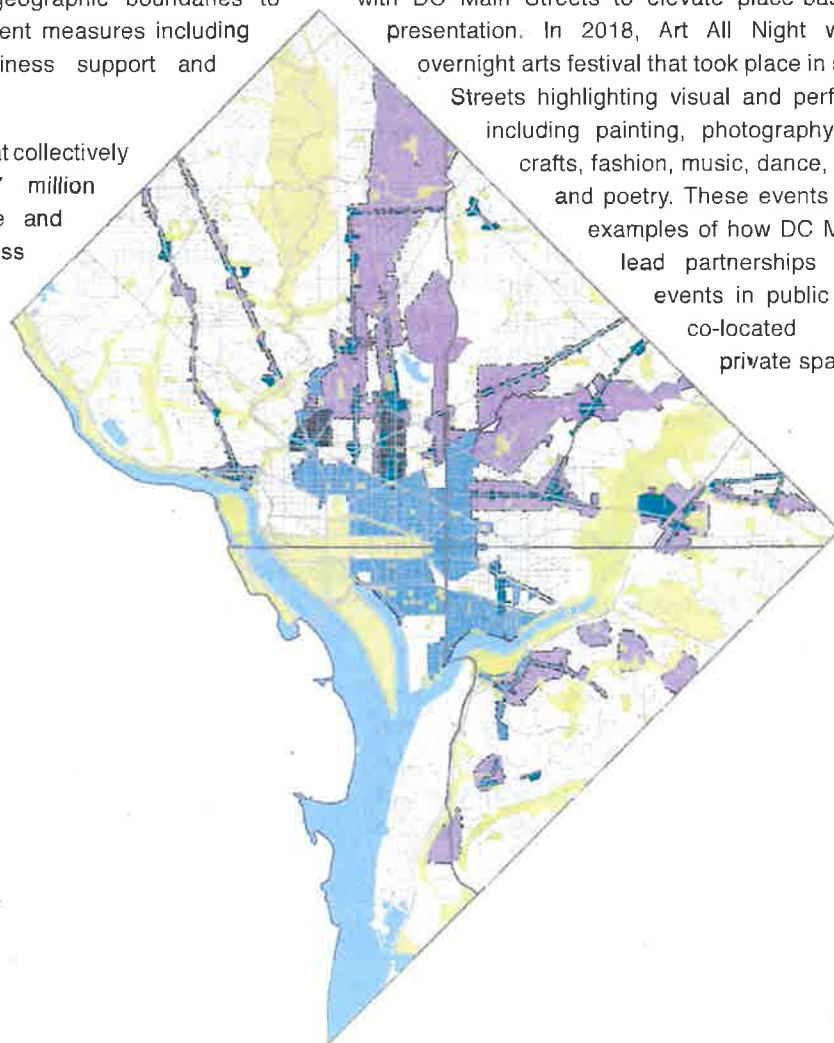 geographic boundaries to
ent measures including
iness support and
t collectively
million
e and
ss
with DC Main Streets to elevate place-bas
presentation. In 2018, Art All Night w
overnight arts festival that took place in s
Streets highlighting visual and perf
including painting, photography
crafts, fashion, music, dance,
and poetry. These events
examples of how DC M
lead partnerships
events in public
co-located
private spa